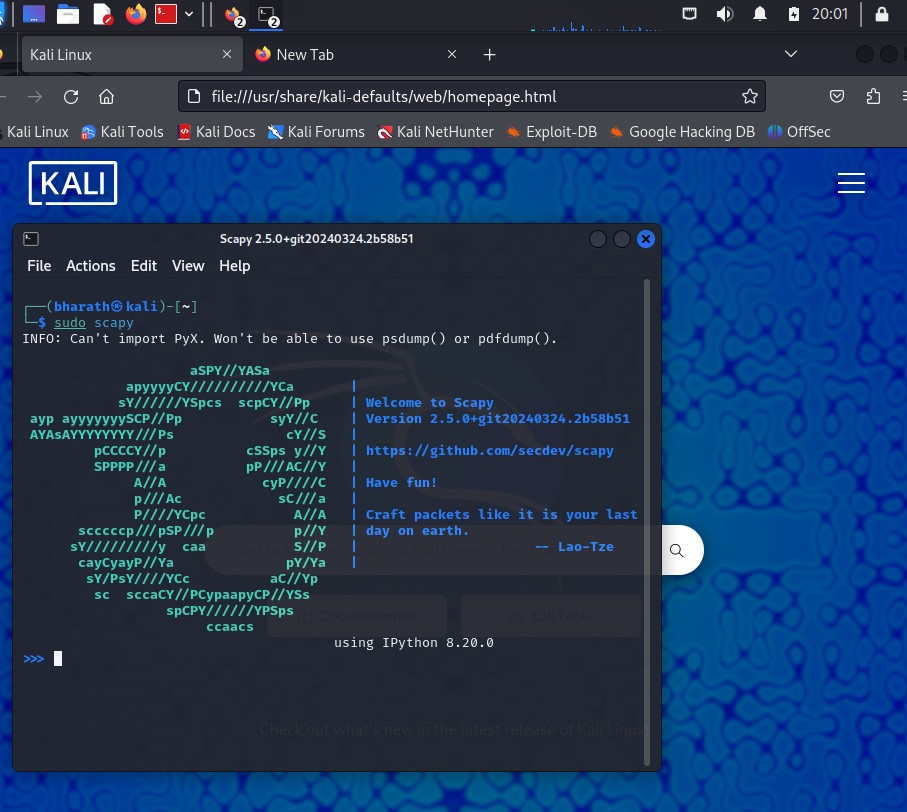 2
2
20:01
Kali Linux
New Tab
file:///usr/share/kali-defaults/web/homepage.html
Kali Linux
Kali Tools
Kali Docs
Kali Forums
Kali NetHunter
Exploit-DB
Google Hacking DB
OffSec
KALI
Scapy 2.5.0+git20240324.2b58b51
File Actions Edit View Help
┌──(bharath㉿kali)-[~]
└─$ sudo scapy
INFO: Can't import PyX. Won't be able to use psdump() or pdfdump().
aSPY//YASa
apyyyyCY//////////YCa |
sY//////YSpcs scpCY//Pp | Welcome to Scapy
ayp ayyyyyyySCP//Pp syY//C | Version 2.5.0+git20240324.2b58b51
AYAsAYYYYYYYY///Ps cY//S |
pCCCCY//p cSSps y//Y | https://github.com/secdev/scapy
SPPPP///a pP///AC//Y |
A//A cyP////C | Have fun!
p///Ac sC///a |
P////YCpc A//A | Craft packets like it is your last
scccccp///pSP///p p//Y | day on earth.
sY/////////y caa S//P | -- Lao-Tze
cayCyayP//Ya pY/Ya |
sY/PsY////YCc aC//Yp
sc sccaCY//PCypaapyCP//YSs
spCPY//////YPSps
ccaacs
using IPython 8.20.0
>>>
Documentation
Kali Tools
Check out what's new in the latest release of Kali Linux!